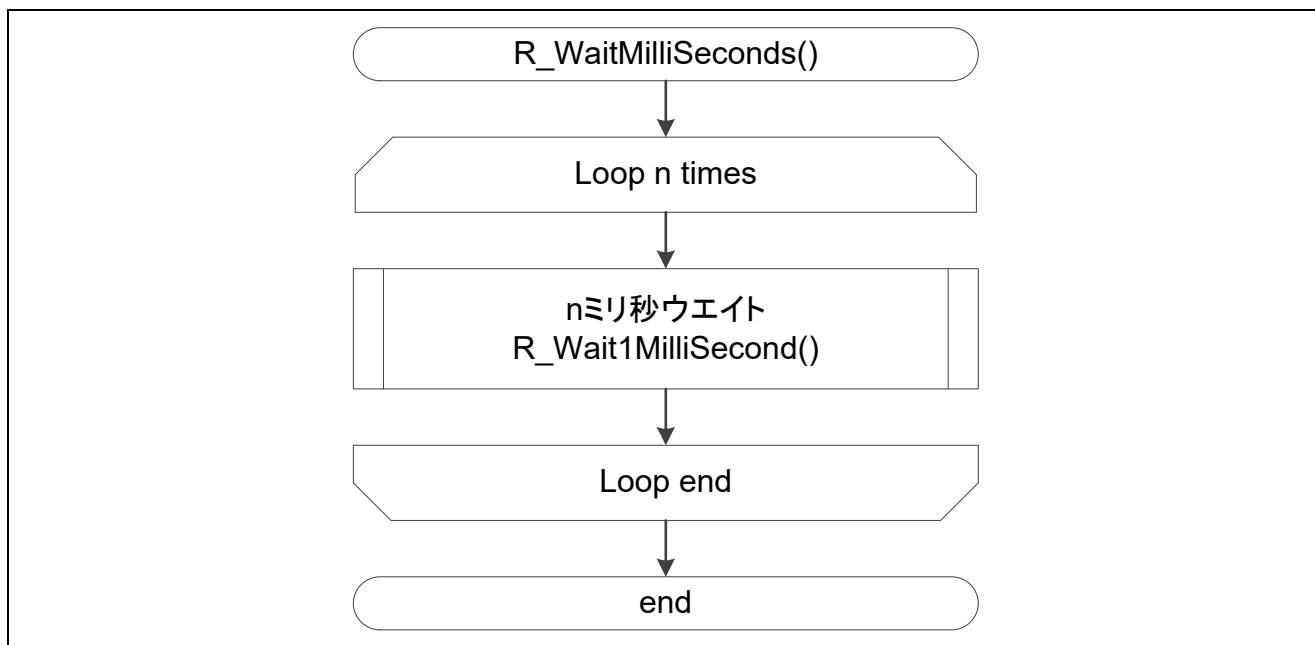 R_WaitMilliSeconds()
Loop n times
nミリ秒ウエイト
R_Wait1MilliSecond()
Loop end
end